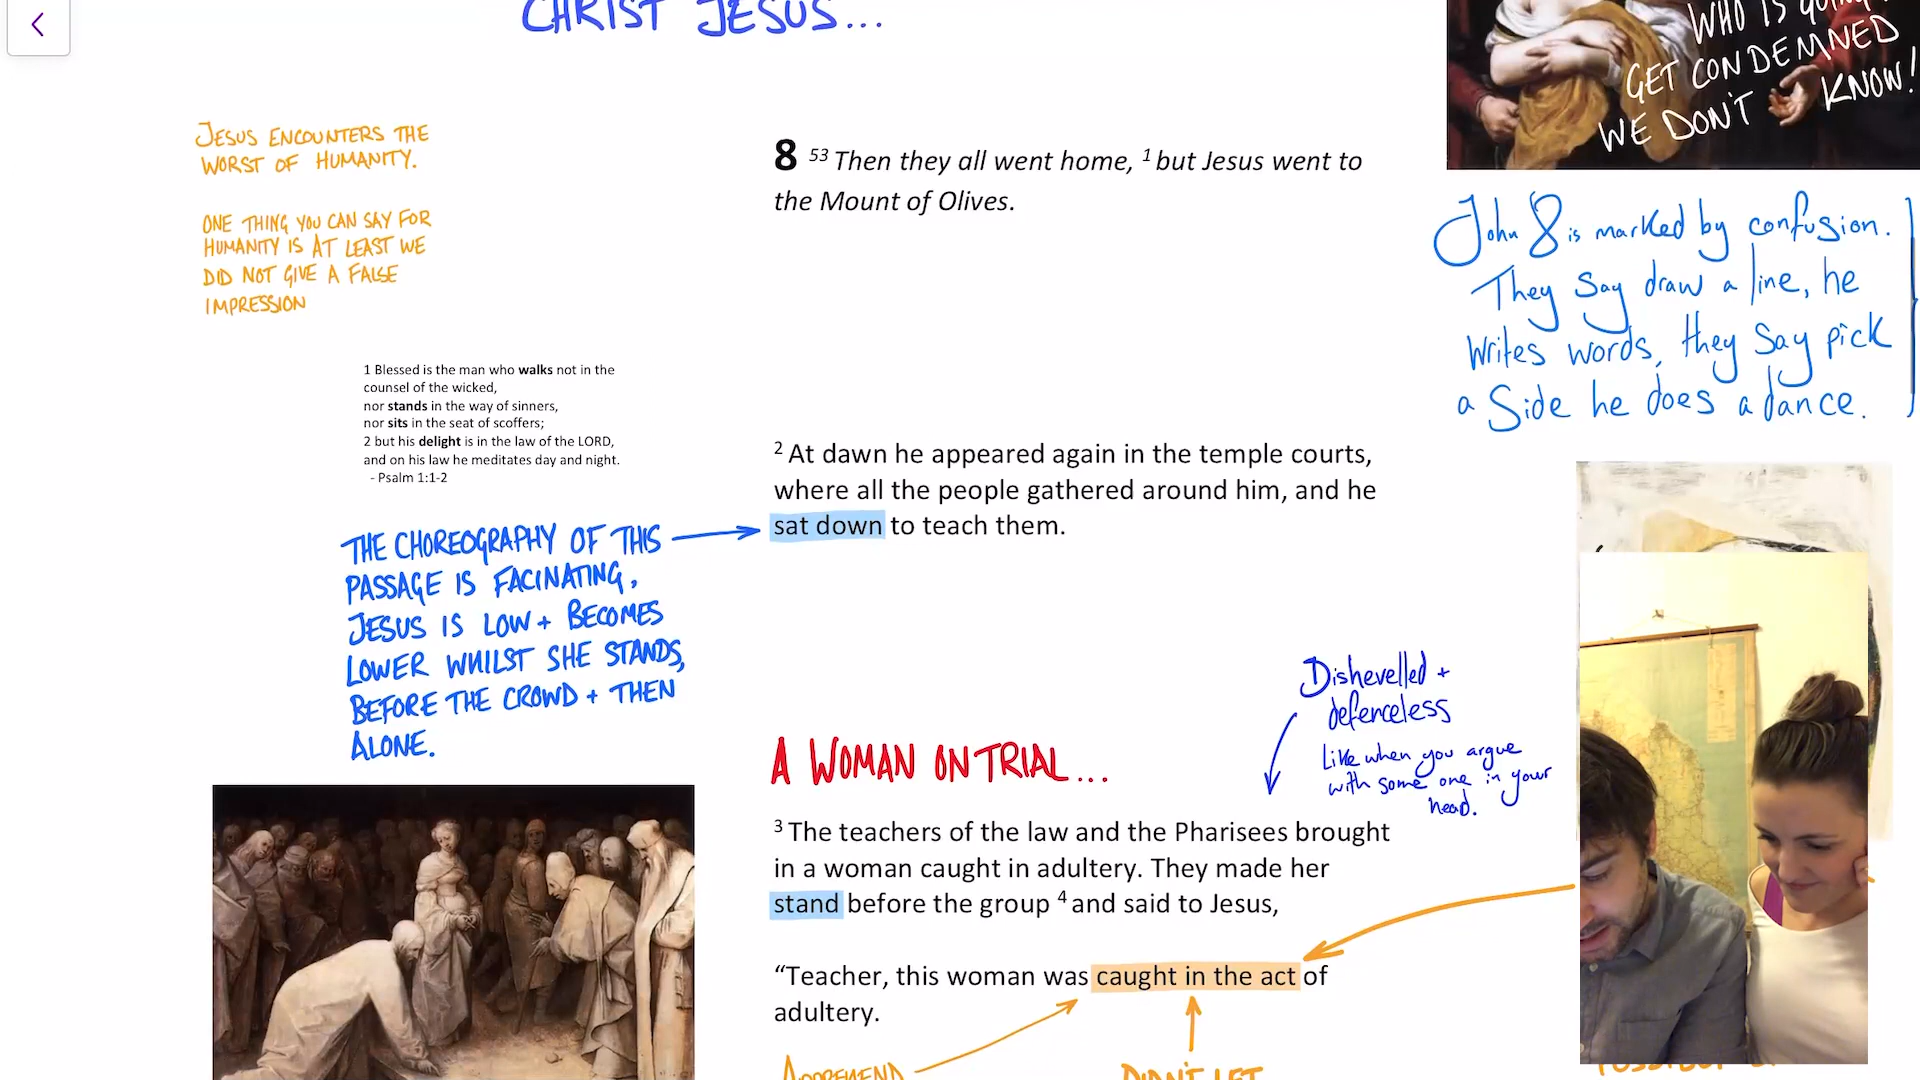 CHRIST JESUS...
WHO IS
GET CONDEMNED
WE DON'T KNOW!
JESUS ENCOUNTERS THE
WORST OF HUMANITY.
ONE THING YOU CAN SAY FOR
HUMANITY IS AT LEAST WE
DID NOT GIVE A FALSE
IMPRESSION
8 53 Then they all went home, 1 but Jesus went to
the Mount of Olives.
John 8 is marked by confusion.
They say draw a line, he
writes words, they say pick
a side he does a dance.
1 Blessed is the man who walks not in the
counsel of the wicked,
nor stands in the way of sinners,
nor sits in the seat of scoffers;
2 but his delight is in the law of the LORD,
and on his law he meditates day and night.
- Psalm 1:1-2
2 At dawn he appeared again in the temple courts,
where all the people gathered around him, and he
sat down to teach them.
THE CHOREOGRAPHY OF THIS
PASSAGE IS FACINATING,
JESUS IS LOW + BECOMES
LOWER WHILST SHE STANDS,
BEFORE THE CROWD + THEN
ALONE.
Dishevelled +
defenceless
Like when you argue
with some one in your
head.
A WOMAN ON TRIAL...
3 The teachers of the law and the Pharisees brought
in a woman caught in adultery. They made her
stand before the group 4 and said to Jesus,
“Teacher, this woman was caught in the act of
adultery.
APPREHEND
DIDN'T LET